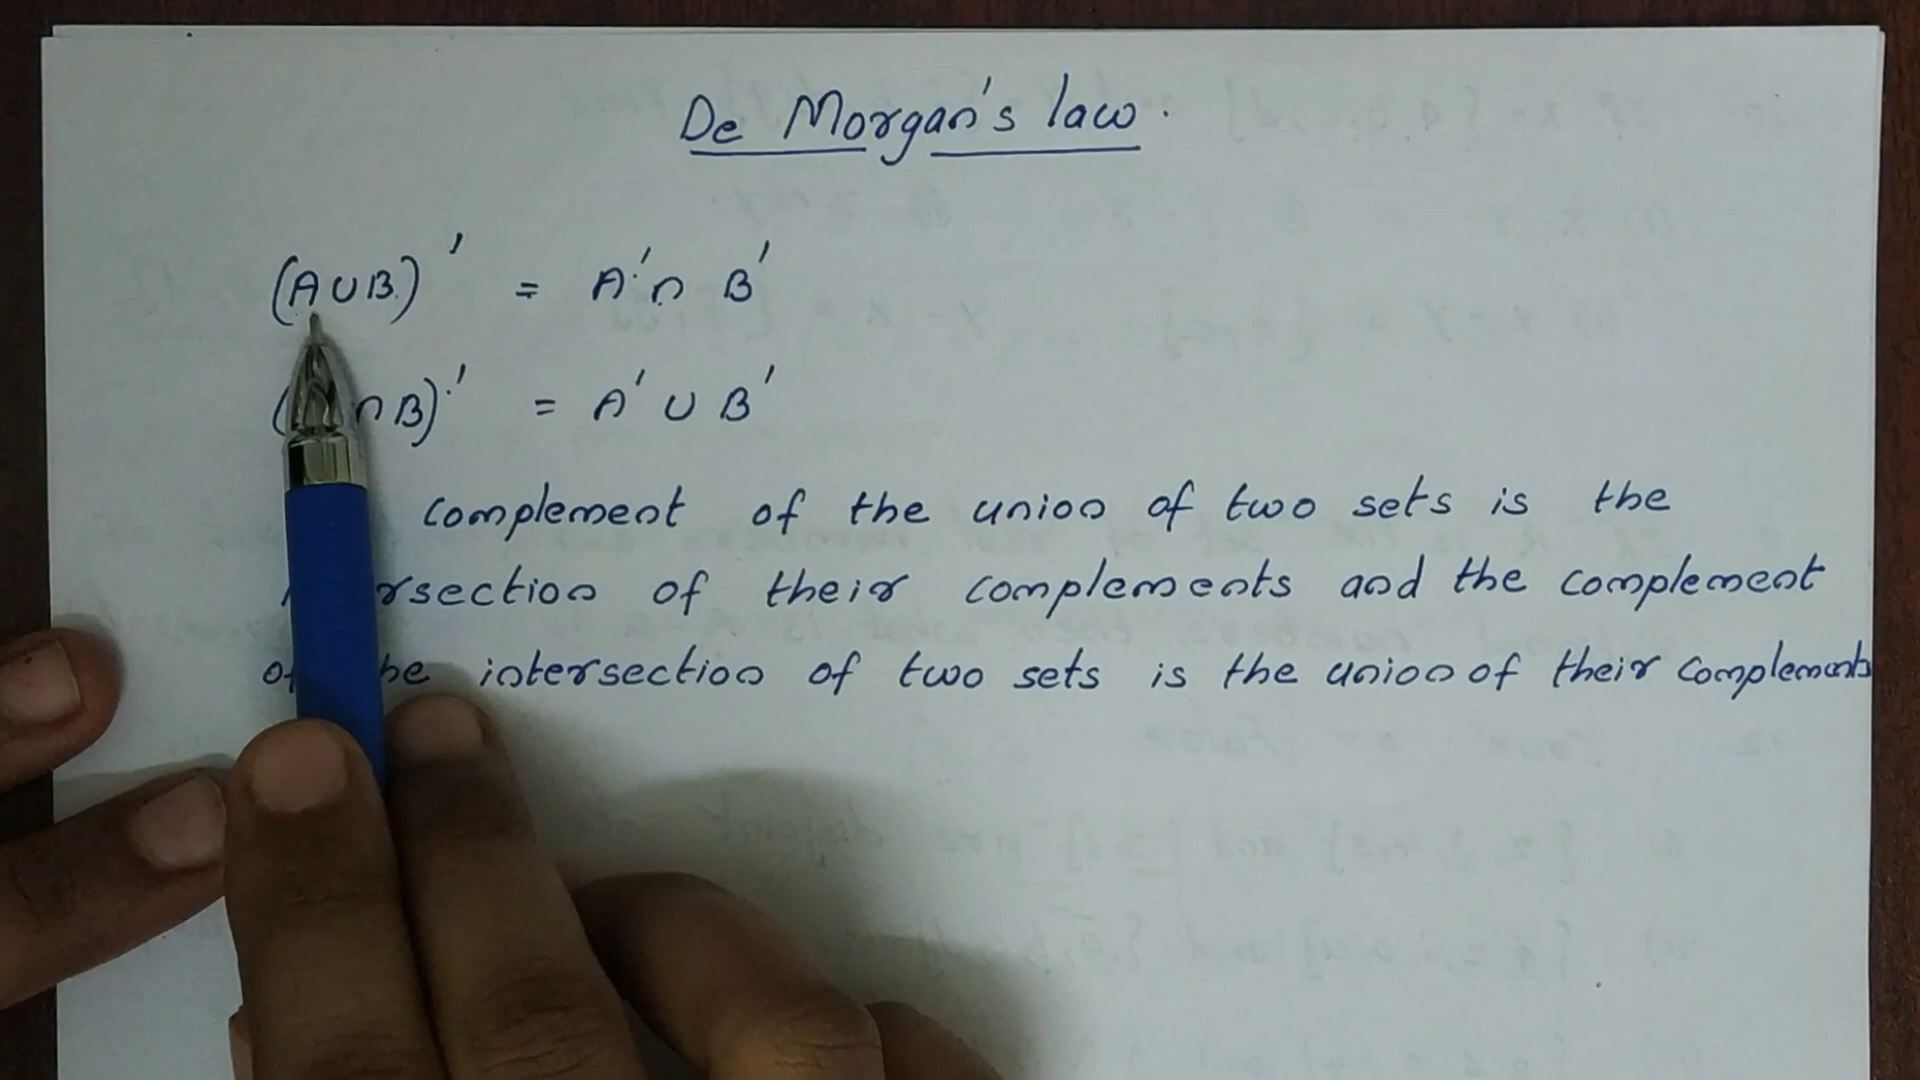 De Morgan's law.
(A∪B)' = A'∩ B'
( ∩B)' = A' ∪ B'
complement of the union of two sets is the
rsection of their complements and the complement
of he intersection of two sets is the union of their complements